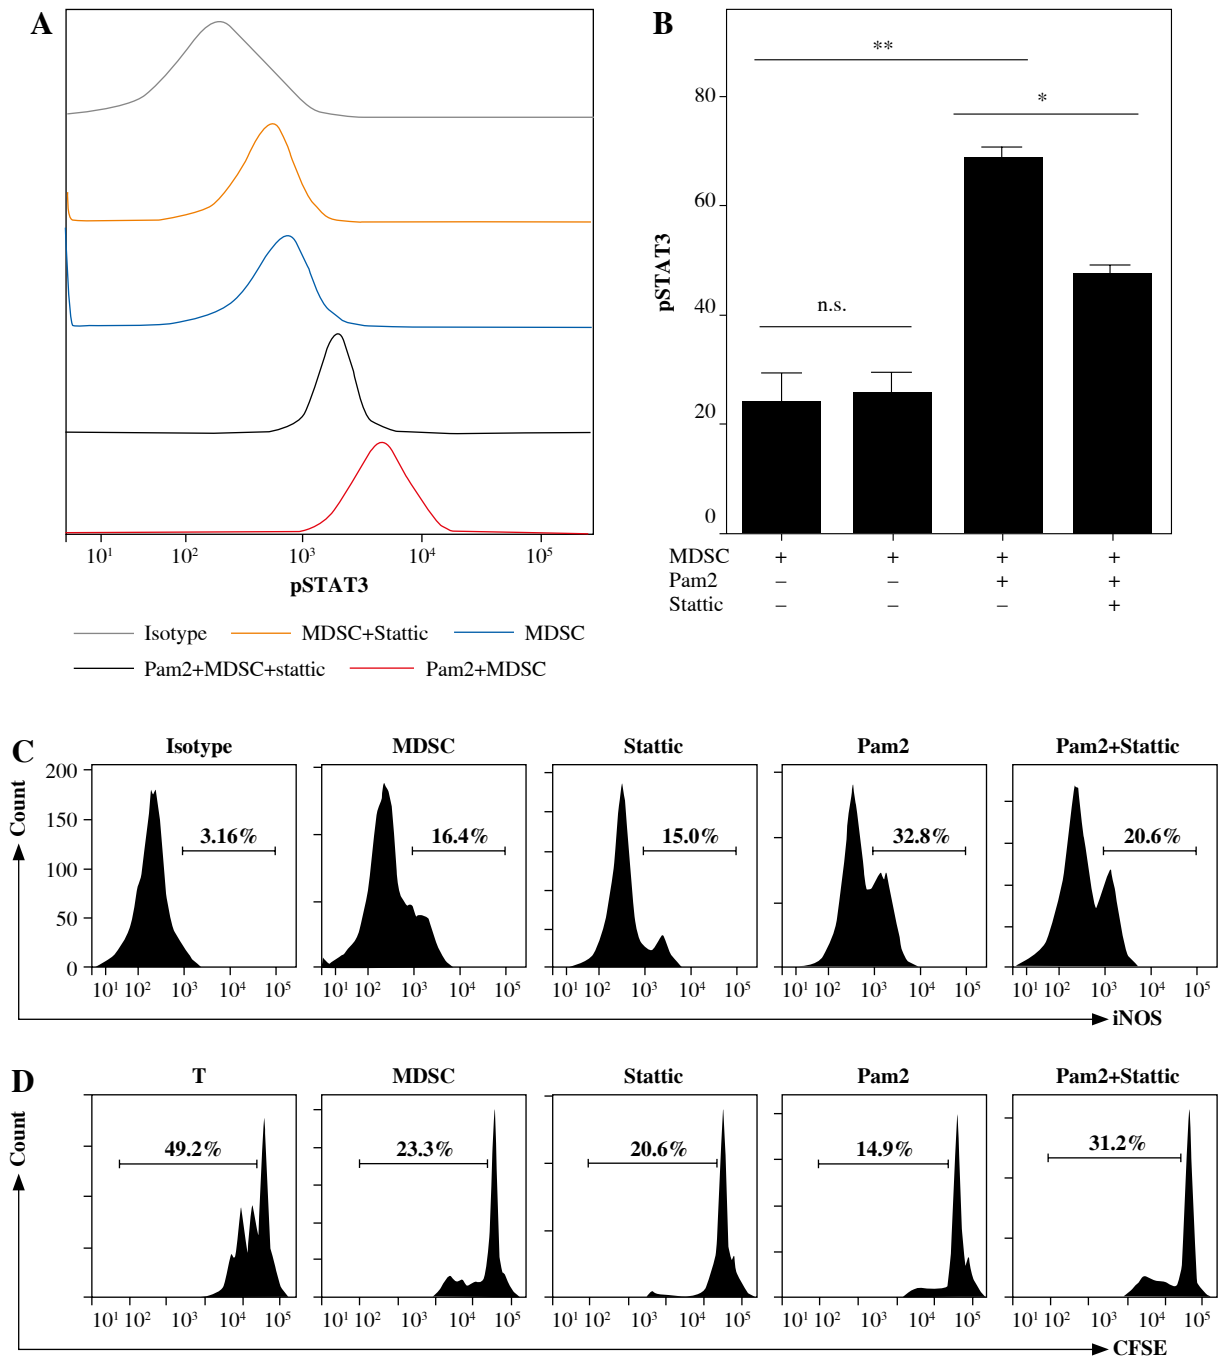 A
B
**
*
n.s.
80
60
40
20
0
pSTAT3
10¹ 10² 10³ 10⁴ 10⁵
pSTAT3
MDSC + + + +
Pam2 – – + +
Stattic – – – +
Isotype MDSC+Stattic MDSC
Pam2+MDSC+stattic Pam2+MDSC
C
Isotype MDSC Stattic Pam2 Pam2+Stattic
Count
200
150
100
50
0
3.16% 16.4% 15.0% 32.8% 20.6%
10¹ 10² 10³ 10⁴ 10⁵ 10¹ 10² 10³ 10⁴ 10⁵ 10¹ 10² 10³ 10⁴ 10⁵ 10¹ 10² 10³ 10⁴ 10⁵ 10¹ 10² 10³ 10⁴ 10⁵
iNOS
D
T MDSC Stattic Pam2 Pam2+Stattic
Count
49.2% 23.3% 20.6% 14.9% 31.2%
10¹ 10² 10³ 10⁴ 10⁵ 10¹ 10² 10³ 10⁴ 10⁵ 10¹ 10² 10³ 10⁴ 10⁵ 10¹ 10² 10³ 10⁴ 10⁵ 10¹ 10² 10³ 10⁴ 10⁵
CFSE